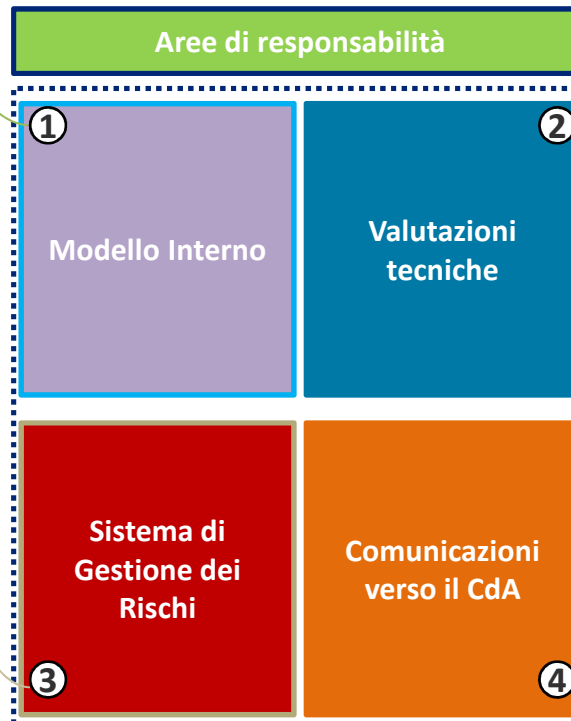 Aree di responsabilità
1
Modello Interno
2
Valutazioni
tecniche
Sistema di
Gestione dei
Rischi
3
Comunicazioni
verso il CdA
4